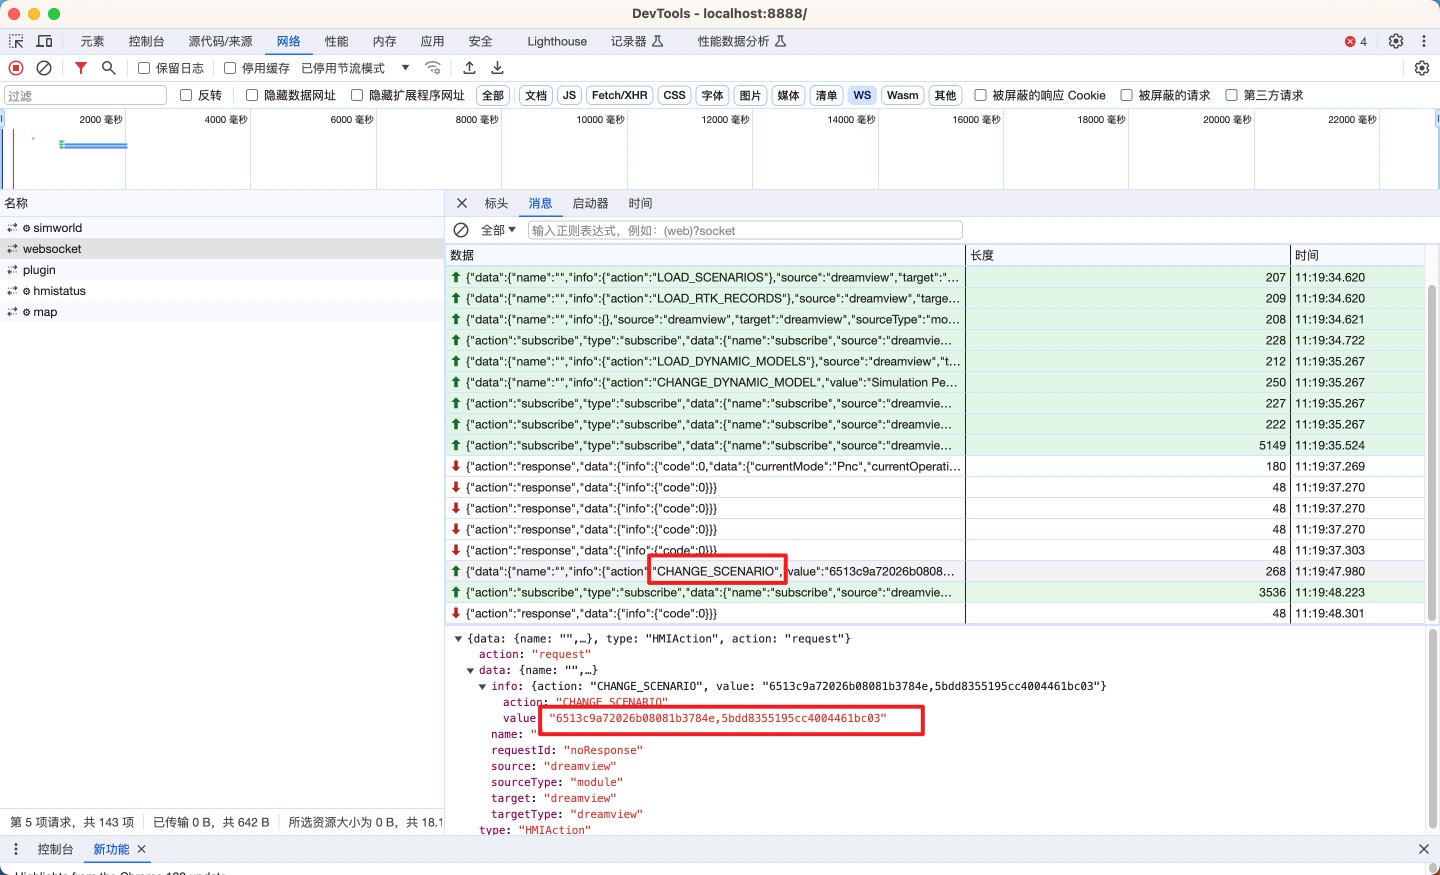 DevTools - localhost:8888/
元素 控制台 源代码/来源 网络 性能 内存 应用 安全 Lighthouse 记录器 性能数据分析 4
保留日志 停用缓存 已停用节流模式
过滤 反转 隐藏数据网址 隐藏扩展程序网址 全部 文档 JS Fetch/XHR CSS 字体 图片 媒体 清单 WS Wasm 其他 被屏蔽的响应 Cookie 被屏蔽的请求 第三方请求
2000 毫秒 4000 毫秒 6000 毫秒 8000 毫秒 10000 毫秒 12000 毫秒 14000 毫秒 16000 毫秒 18000 毫秒 20000 毫秒 22000 毫秒
名称
simworld
websocket
plugin
hmistatus
map
标头 消息 启动器 时间
全部 输入正则表达式，例如：(web)?socket
数据 长度 时间
{"data":{"name":"","info":{"action":"LOAD_SCENARIOS"},"source":"dreamview","target":"... 207 11:19:34.620
{"data":{"name":"","info":{"action":"LOAD_RTK_RECORDS"},"source":"dreamview","targe... 209 11:19:34.620
{"data":{"name":"","info":{},"source":"dreamview","target":"dreamview","sourceType":"mo... 208 11:19:34.621
{"action":"subscribe","type":"subscribe","data":{"name":"subscribe","source":"dreamvie... 228 11:19:34.722
{"data":{"name":"","info":{"action":"LOAD_DYNAMIC_MODELS"},"source":"dreamview","t... 212 11:19:35.267
{"data":{"name":"","info":{"action":"CHANGE_DYNAMIC_MODEL","value":"Simulation Pe... 250 11:19:35.267
{"action":"subscribe","type":"subscribe","data":{"name":"subscribe","source":"dreamvie... 227 11:19:35.267
{"action":"subscribe","type":"subscribe","data":{"name":"subscribe","source":"dreamvie... 222 11:19:35.267
{"action":"subscribe","type":"subscribe","data":{"name":"subscribe","source":"dreamvie... 5149 11:19:35.524
{"action":"response","data":{"info":{"code":0,"data":{"currentMode":"Pnc","currentOperati... 180 11:19:37.269
{"action":"response","data":{"info":{"code":0}}} 48 11:19:37.270
{"action":"response","data":{"info":{"code":0}}} 48 11:19:37.270
{"action":"response","data":{"info":{"code":0}}} 48 11:19:37.270
{"action":"response","data":{"info":{"code":0}}} 48 11:19:37.303
{"data":{"name":"","info":{"action" "CHANGE_SCENARIO", value":"6513c9a72026b0808... 268 11:19:47.980
{"action":"subscribe","type":"subscribe","data":{"name":"subscribe","source":"dreamvie... 3536 11:19:48.223
{"action":"response","data":{"info":{"code":0}}} 48 11:19:48.301
{data: {name: "",…}, type: "HMIAction", action: "request"}
action: "request"
data: {name: "",…}
info: {action: "CHANGE_SCENARIO", value: "6513c9a72026b08081b3784e,5bdd8355195cc4004461bc03"}
action: "CHANGE_SCENARIO"
value "6513c9a72026b08081b3784e,5bdd8355195cc4004461bc03"
name: "
requestId: "noResponse"
source: "dreamview"
sourceType: "module"
target: "dreamview"
targetType: "dreamview"
type: "HMIAction"
第 5 项请求，共 143 项 已传输 0 B，共 642 B 所选资源大小为 0 B，共 18.1
控制台 新功能
Highlights from the Chrome 120 update